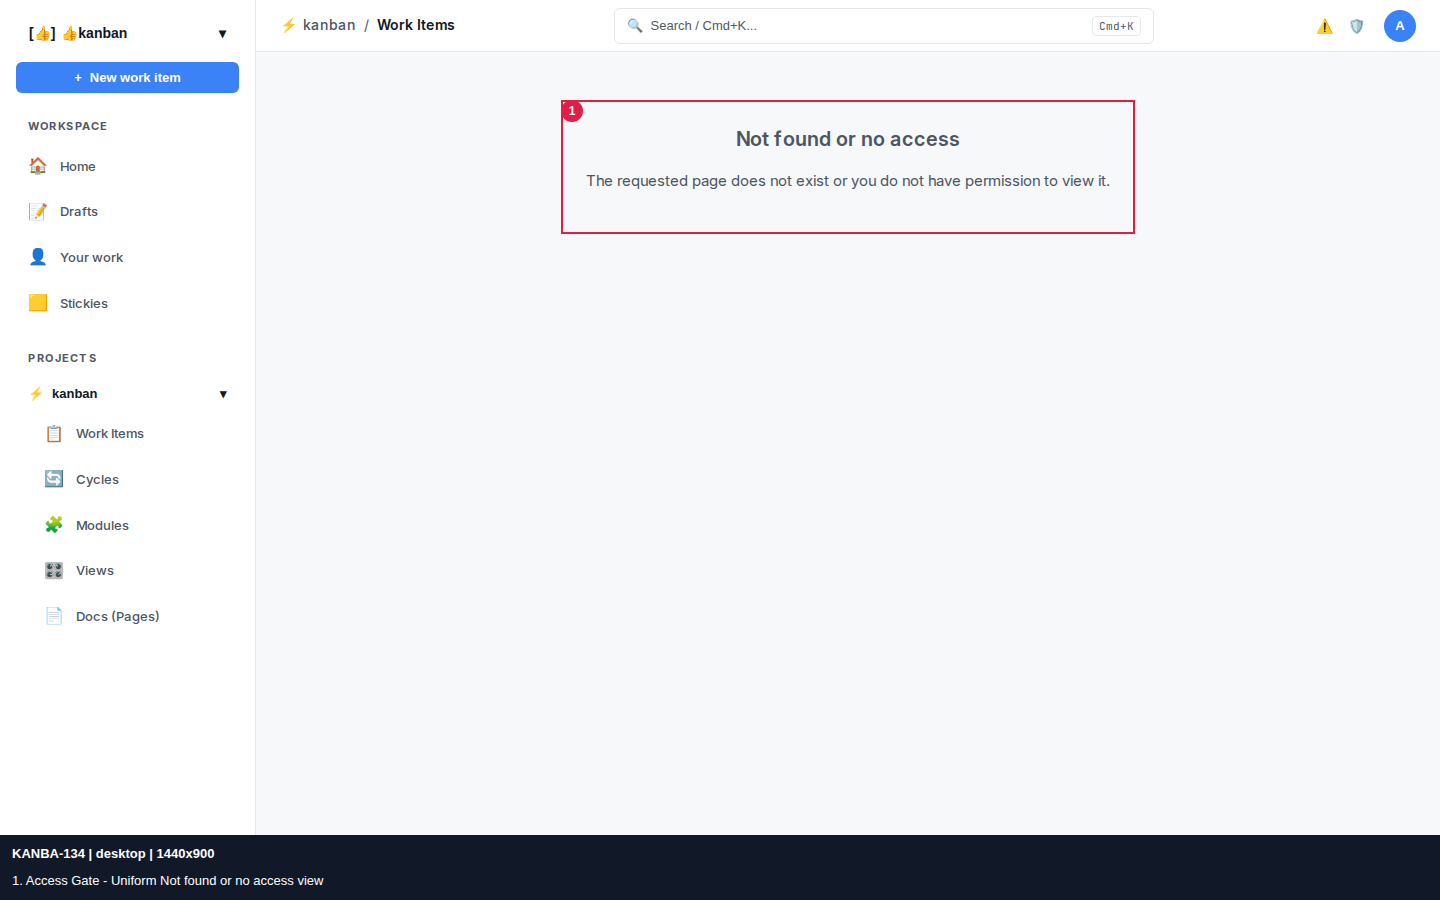 [👍] 👍kanban ▼
+ New work item
WORKSPACE
Home
Drafts
Your work
Stickies
PROJECTS
kanban ▼
Work Items
Cycles
Modules
Views
Docs (Pages)
⚡ kanban / Work Items
Search / Cmd+K...
Cmd+K
A
1
Not found or no access
The requested page does not exist or you do not have permission to view it.
KANBA-134 | desktop | 1440x900
1. Access Gate - Uniform Not found or no access view